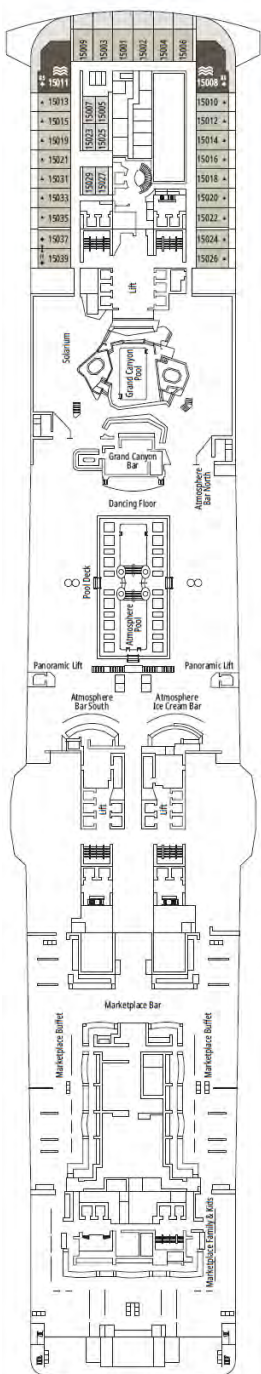 15009 15003 15001 15002 15004 15006
15011
15008
15013
15015
15019
15021
15031
15033
15035
15037
15039
15007 15005
15023 15025
15029 15027
15010
15012
15014
15016
15018
15020
15022
15024
15026
Lift
Solarium
Grand Canyon
Pool
Grand Canyon
Bar
Atmosphere
Bar North
Dancing Floor
Pool Deck
Atmosphere
Pool
Panoramic Lift
Panoramic Lift
Atmosphere
Bar South
Atmosphere
Ice Cream Bar
Lift
Lift
Marketplace Bar
Marketplace Buffet
Marketplace Buffet
Marketplace Family & Kids